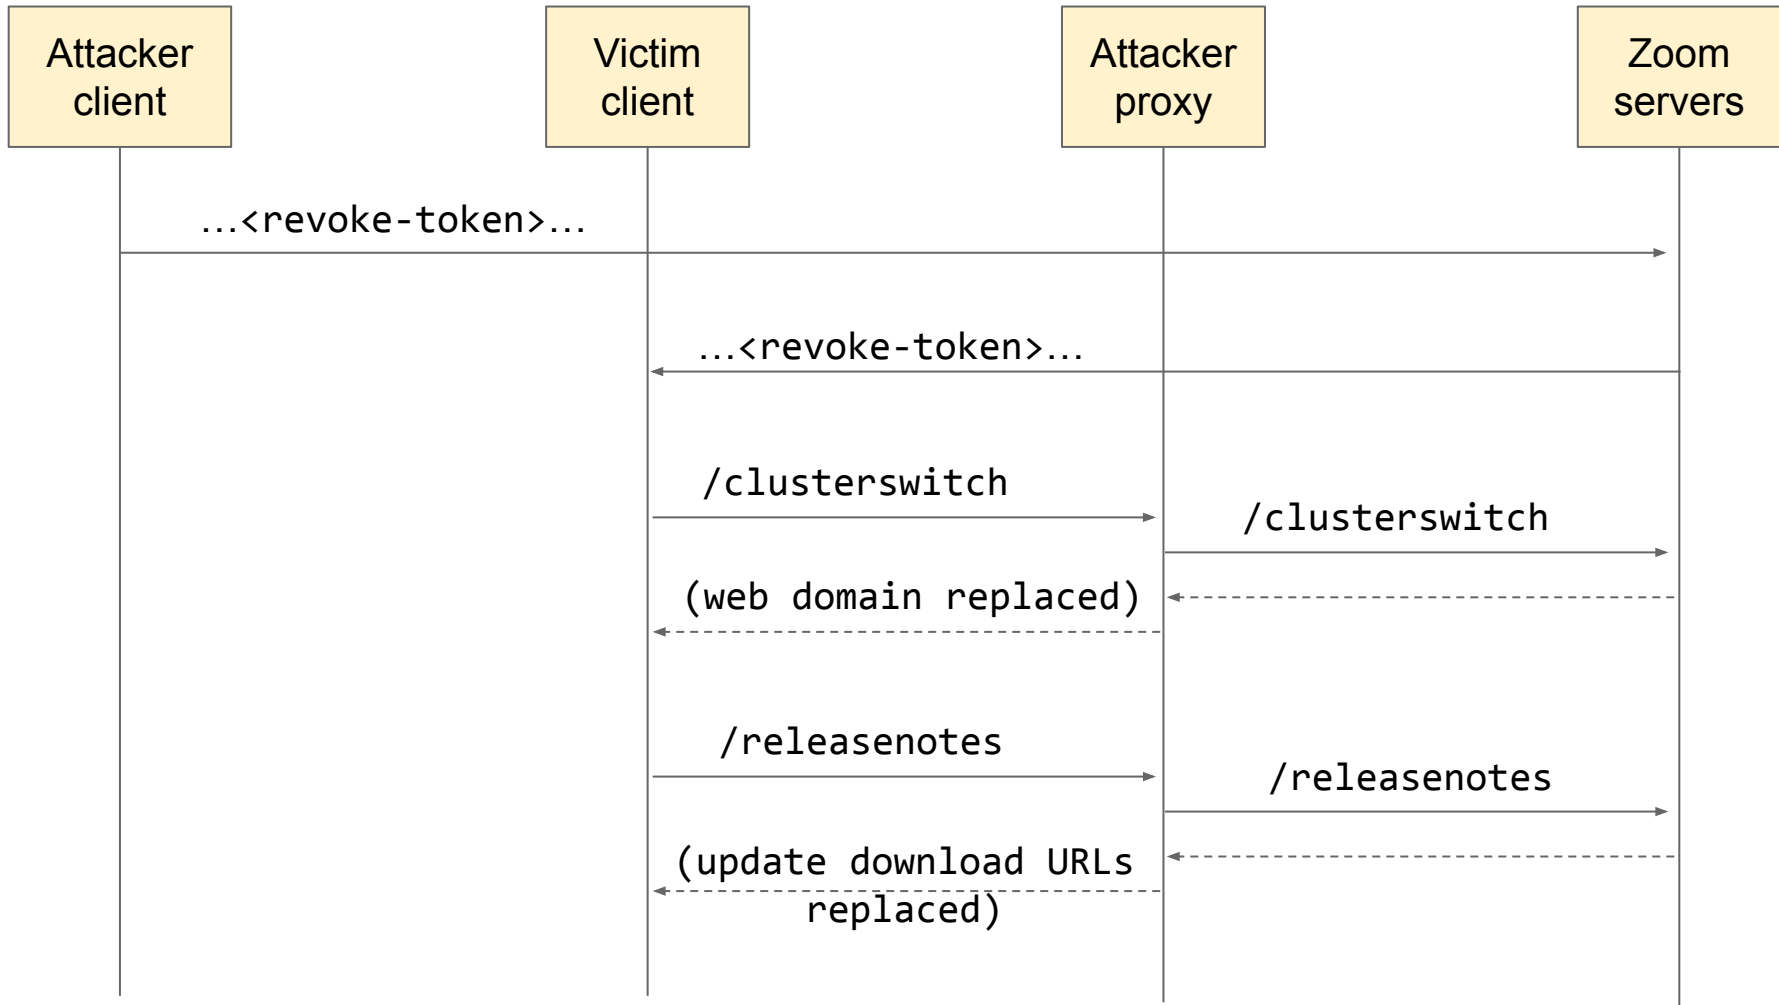 Attacker
client
Victim
client
Attacker
proxy
Zoom
servers
…<revoke-token>…
…<revoke-token>…
/clusterswitch
/clusterswitch
(web domain replaced)
/releasenotes
/releasenotes
(update download URLs
replaced)